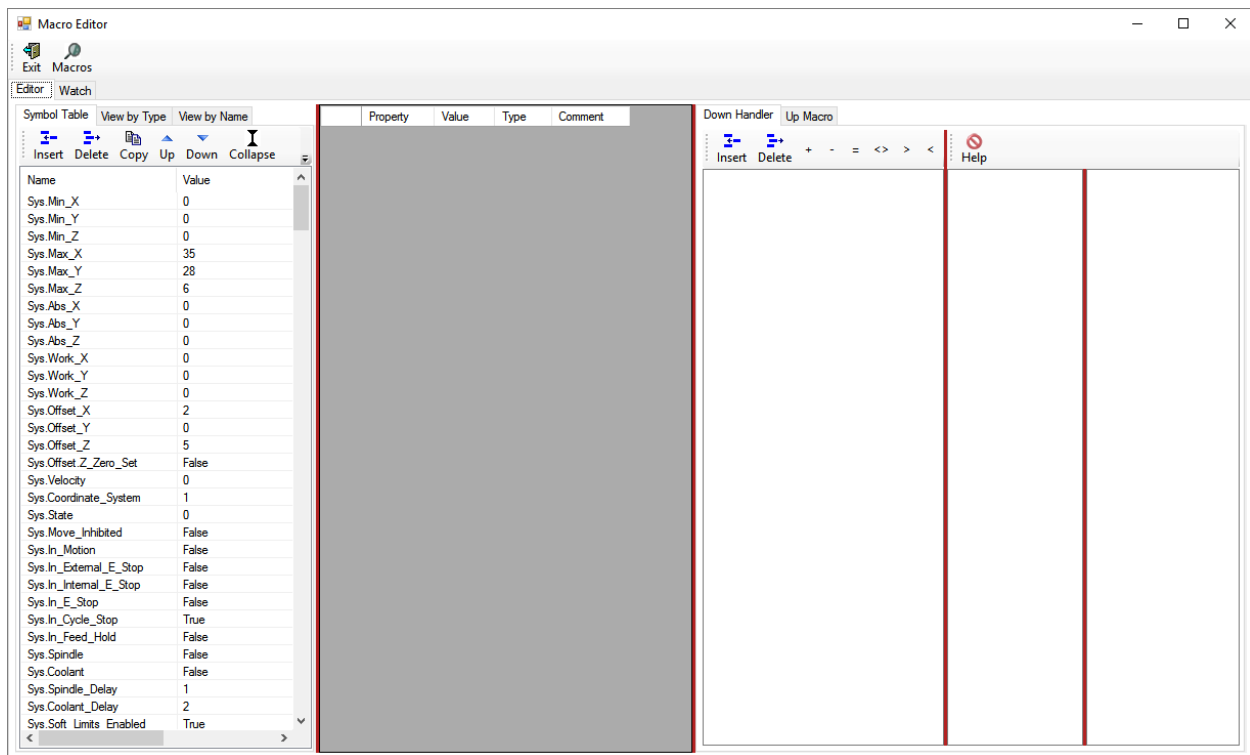 Macro Editor
Exit Macros
Editor Watch
Symbol Table View by Type View by Name
Insert Delete Copy Up Down Collapse
Name Value
Sys.Min_X 0
Sys.Min_Y 0
Sys.Min_Z 0
Sys.Max_X 35
Sys.Max_Y 28
Sys.Max_Z 6
Sys.Abs_X 0
Sys.Abs_Y 0
Sys.Abs_Z 0
Sys.Work_X 0
Sys.Work_Y 0
Sys.Work_Z 0
Sys.Offset_X 2
Sys.Offset_Y 0
Sys.Offset_Z 5
Sys.Offset.Z_Zero_Set False
Sys.Velocity 0
Sys.Coordinate_System 1
Sys.State 0
Sys.Move_Inhibited False
Sys.In_Motion False
Sys.In_External_E_Stop False
Sys.In_Internal_E_Stop False
Sys.In_E_Stop False
Sys.In_Cycle_Stop True
Sys.In_Feed_Hold False
Sys.Spindle False
Sys.Coolant False
Sys.Spindle_Delay 1
Sys.Coolant_Delay 2
Sys.Soft_Limits_Enabled True
Property Value Type Comment
Down Handler Up Macro
Insert Delete + - = <> > < Help